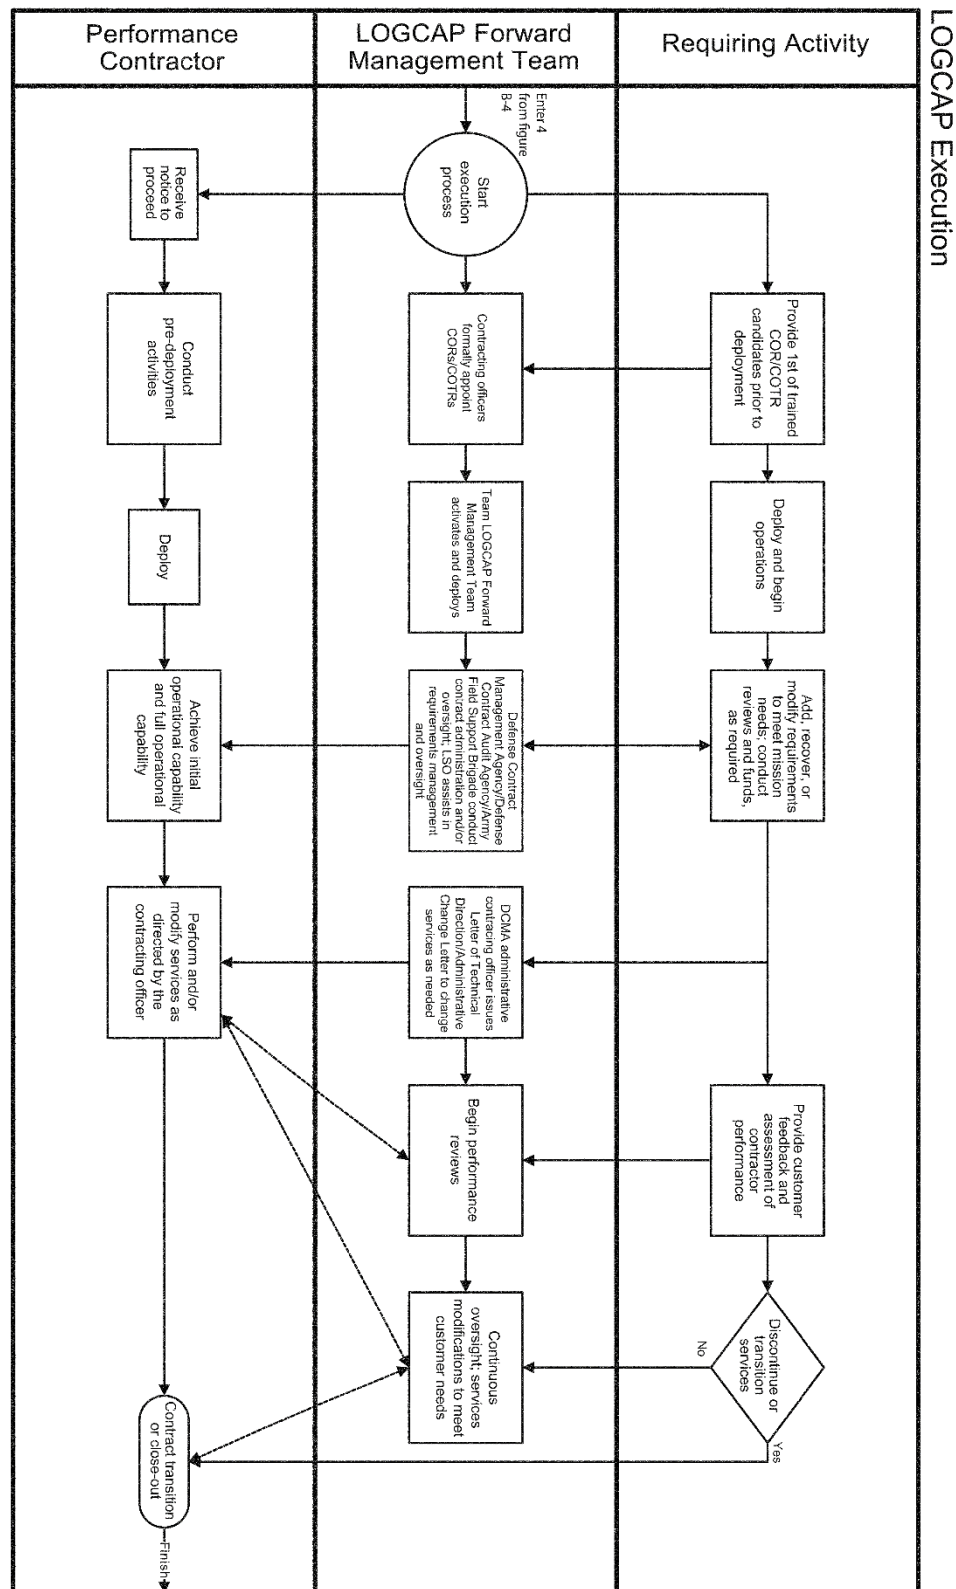 LOGCAP Execution
Requiring Activity
Provide 1st of trained
COR/COTR
candidates prior to
deployment
Deploy and begin
operations
Add, recover, or
modify requirements
to meet mission
needs; conduct
reviews and funds,
as required
Provide customer
feedback and
assessment of
contractor
performance
Discontinue or
transition
services
No
Yes
LOGCAP Forward
Management Team
Enter 4
from figure
B-4
Start
execution
process
Contracting officers
formally appoint
CORs/COTRs
Team LOGCAP Forward
Management Team
activates and deploys
Defense Contract
Management Agency/Defense
Contract Audit Agency/Army
Field Support Brigade conduct
contract administration and/or
oversight; LSO assists in
requirements management
and oversight
DCMA administrative
contracing officer issues
Letter of Technical
Direction/Administrative
Change Letter to change
services as needed
Begin performance
reviews
Continuous
oversight; services
modifications to meet
customer needs
Performance
Contractor
Receive
notice to
proceed
Conduct
pre-deployment
activities
Deploy
Achieve initial
operational capability
and full operational
capability
Perform and/or
modify services as
directed by the
contracting officer
Contract transition
or close-out
Finish